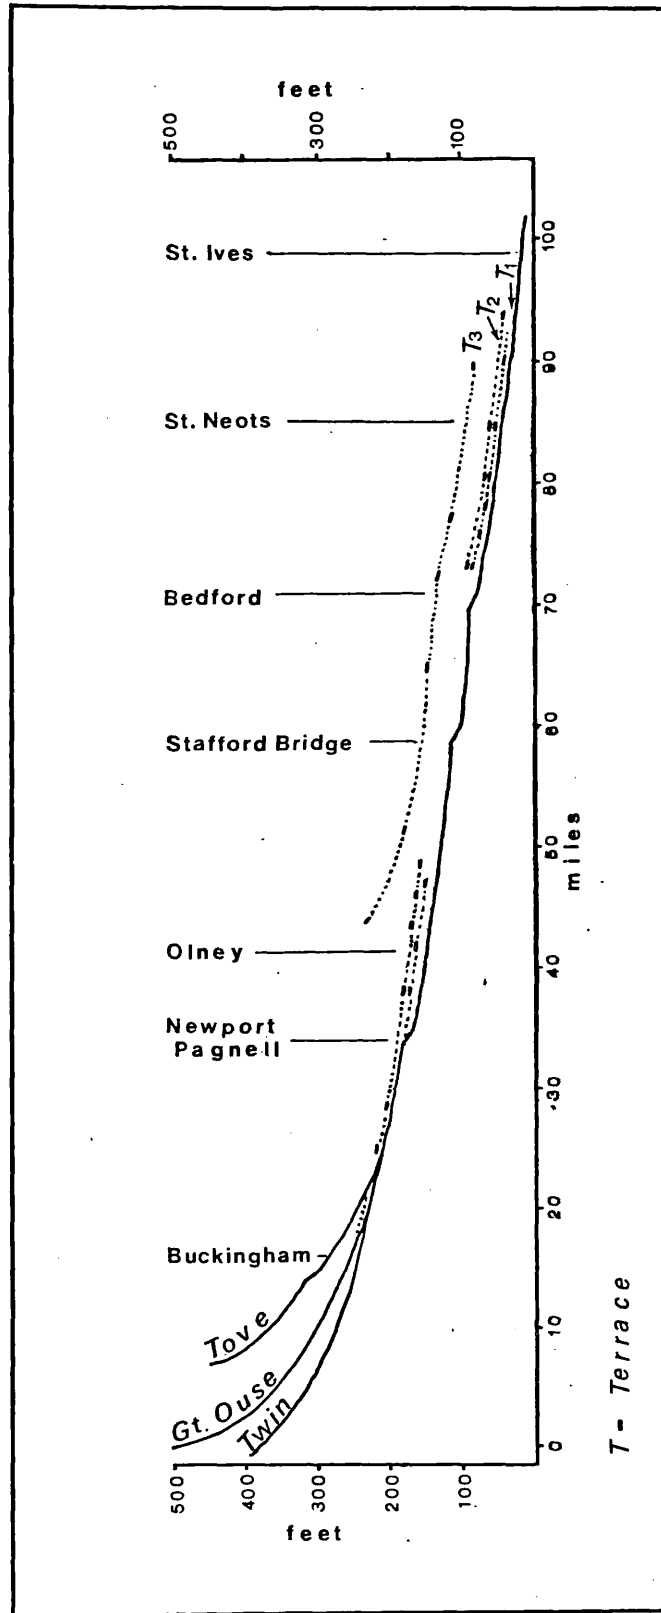 feet
500
300
100
St. Ives
St. Neots
Bedford
Stafford Bridge
Olney
Newport
Pagnell
Buckingham
Tove
Gt. Ouse
Twin
T3
T2
T1
500
400
300
200
100
feet
0
10
20
30
40
50
60
70
80
90
100
miles
T - Terrace